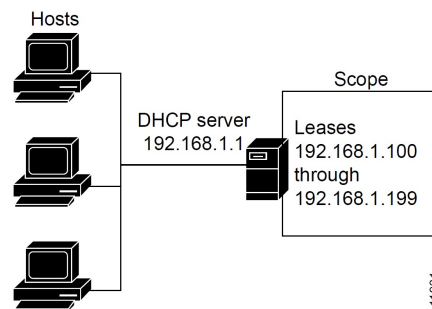 Hosts
DHCP server
192.168.1.1
Scope
Leases
192.168.1.100
through
192.168.1.199